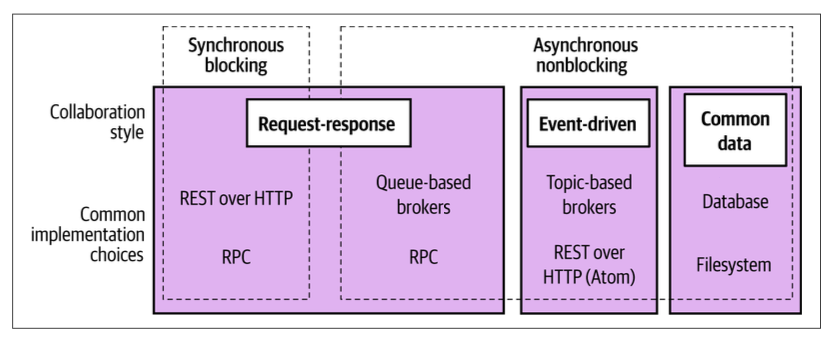 Synchronous
blocking
Asynchronous
nonblocking
Collaboration
style
Request-response
Event-driven
Common
data
Common
implementation
choices
REST over HTTP
RPC
Queue-based
brokers
RPC
Topic-based
brokers
REST over
HTTP (Atom)
Database
Filesystem